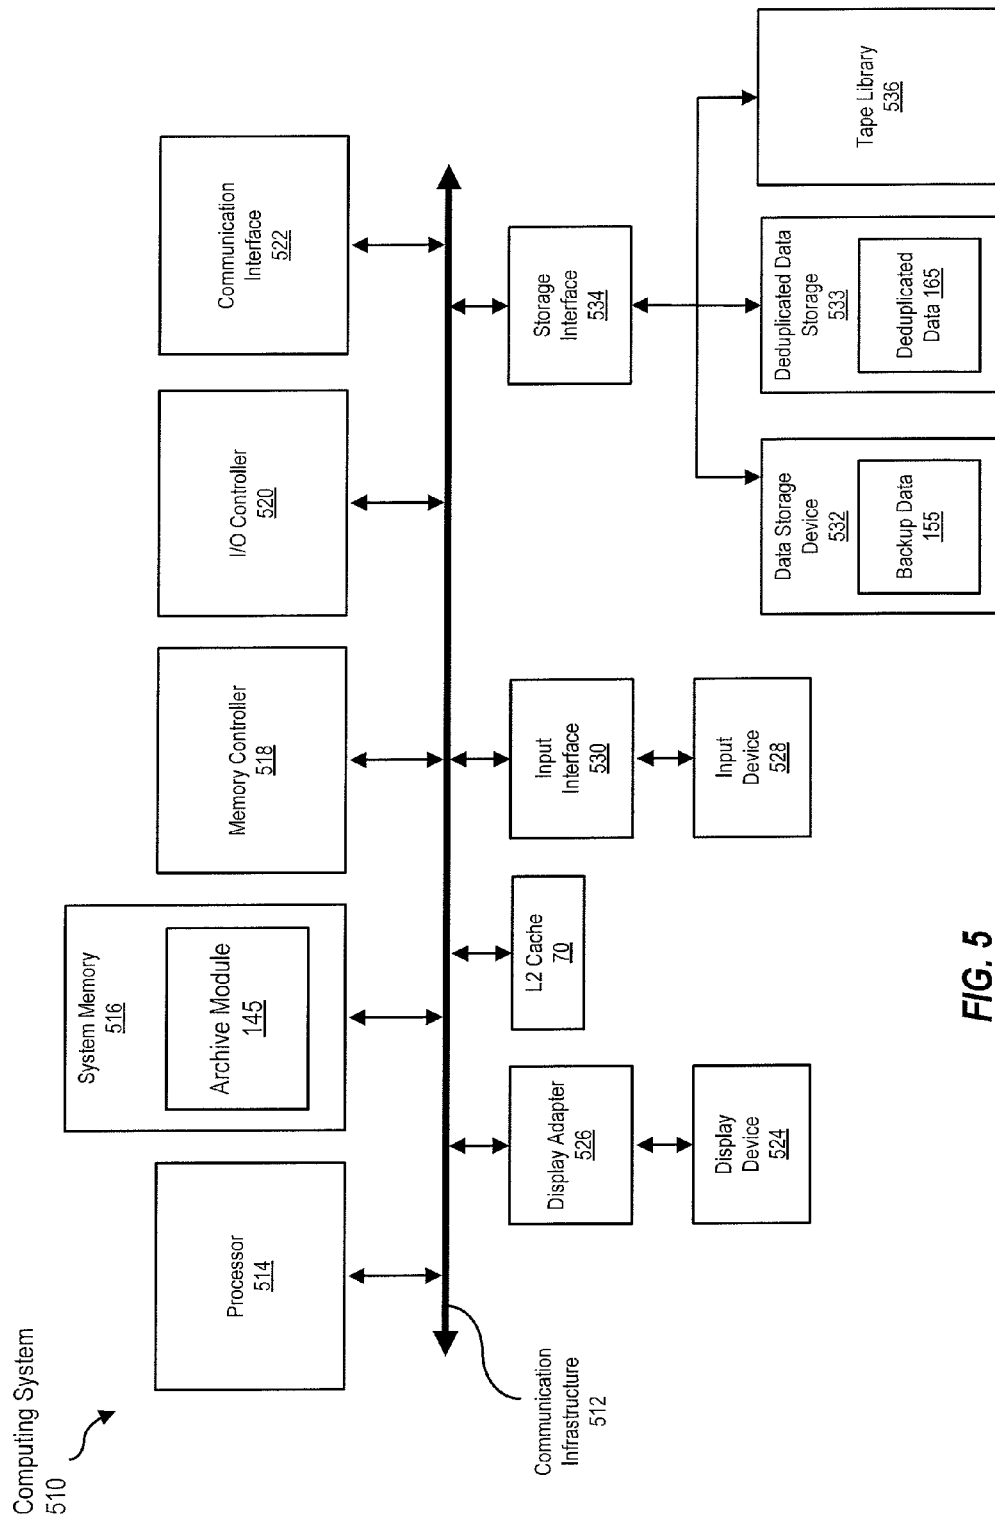 Computing System
510
Processor
514
System Memory
516
Archive Module
145
Memory Controller
518
I/O Controller
520
Communication
Interface
522
Communication
Infrastructure
512
Display Adapter
526
L2 Cache
70
Input
Interface
530
Storage
Interface
534
Display
Device
524
Input
Device
528
Data Storage
Device
532
Backup Data
155
Deduplicated Data
Storage
533
Deduplicated
Data 165
Tape Library
536
FIG. 5